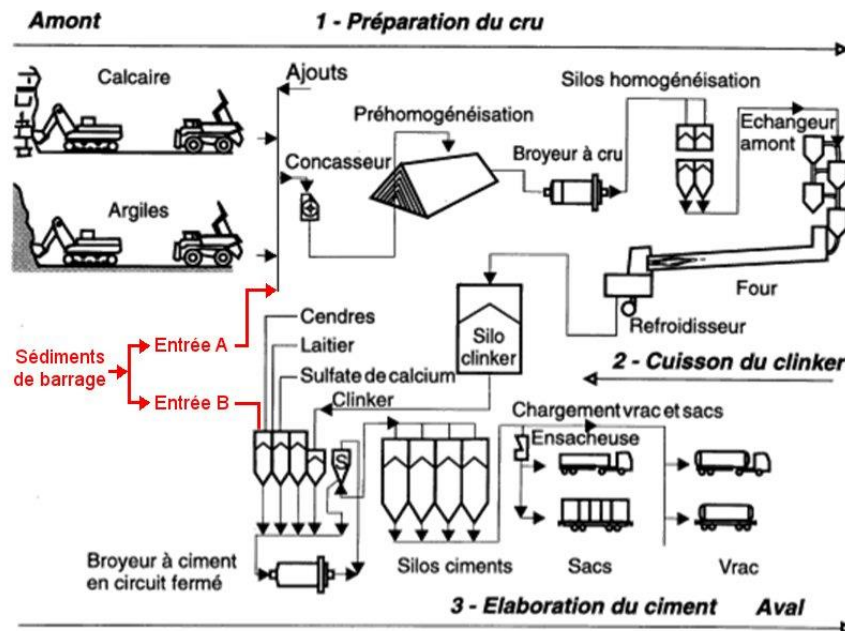 Amont
1 - Préparation du cru
Calcaire
Ajouts
Silos homogénéisation
Préhomogénéisation
Echangeur
amont
Concasseur
Broyeur à cru
Argiles
Four
Refroidisseur
Silo
clinker
Cendres
Laitier
Sulfate de calcium
Clinker
Sédiments
de barrage
Entrée A
Entrée B
2 - Cuisson du clinker
Chargement vrac et sacs
Ensacheuse
S
Broyeur à ciment
en circuit fermé
Silos ciments
Sacs
Vrac
3 - Elaboration du ciment
Aval